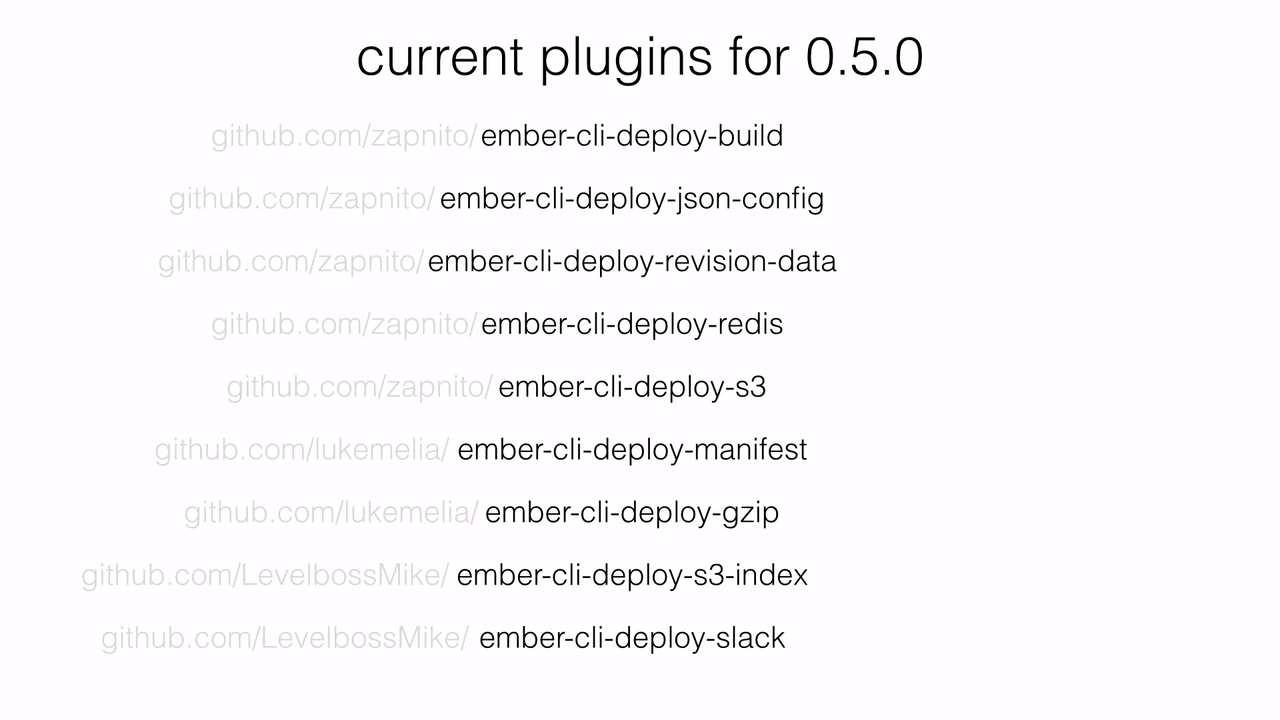 current plugins for 0.5.0
github.com/zapnito/ember-cli-deploy-build
github.com/zapnito/ember-cli-deploy-json-config
github.com/zapnito/ember-cli-deploy-revision-data
github.com/zapnito/ember-cli-deploy-redis
github.com/zapnito/ember-cli-deploy-s3
github.com/lukemelia/ ember-cli-deploy-manifest
github.com/lukemelia/ ember-cli-deploy-gzip
github.com/LevelbossMike/ ember-cli-deploy-s3-index
github.com/LevelbossMike/ ember-cli-deploy-slack